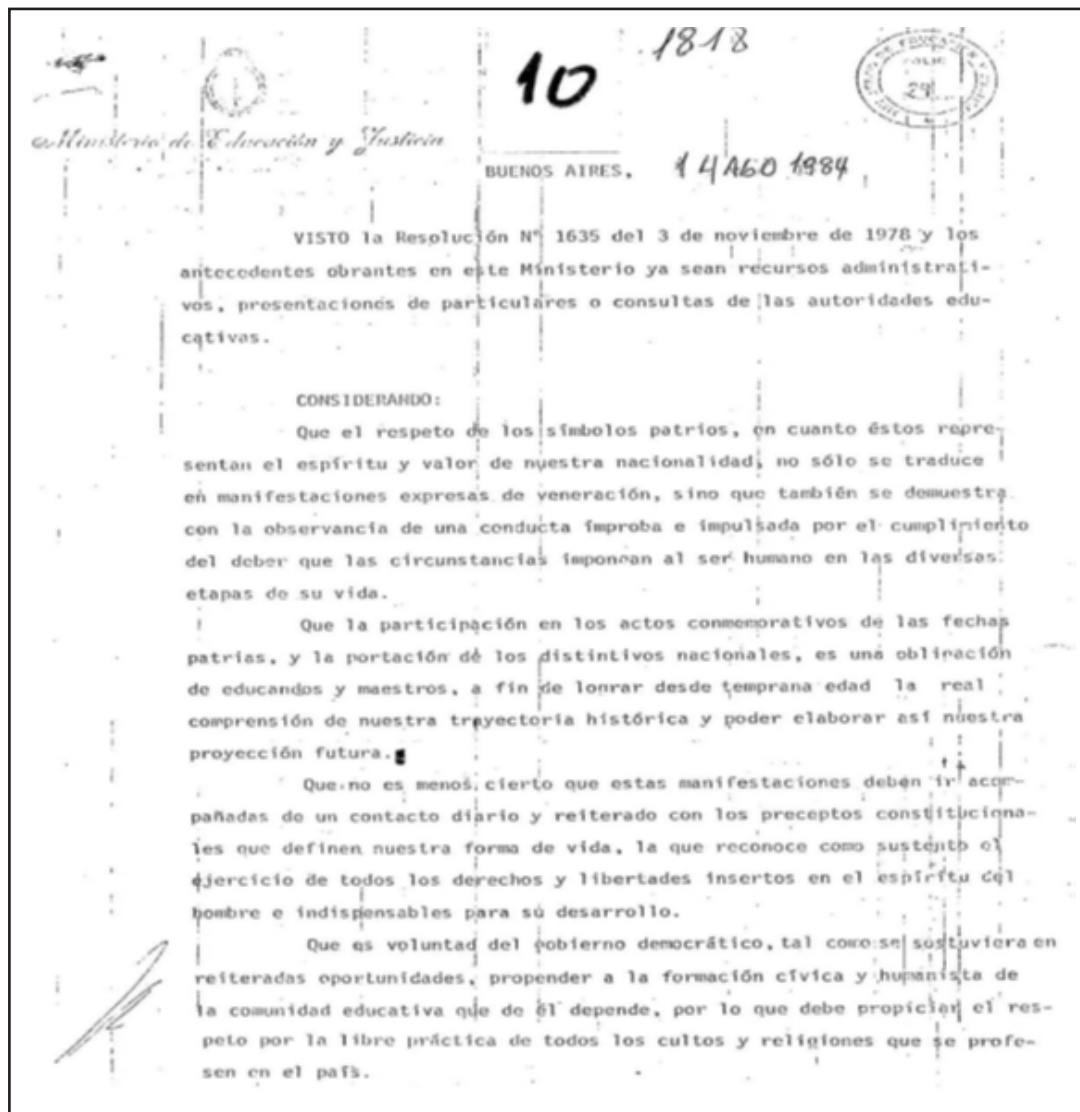 1818
10
FOLIO
29
Ministerio de Educación y Justicia
BUENOS AIRES, 14 AGO 1984
VISTO la Resolución Nº 1635 del 3 de noviembre de 1978 y los
antecedentes obrantes en este Ministerio ya sean recursos administrati-
vos, presentaciones de particulares o consultas de las autoridades edu-
cativas.
CONSIDERANDO:
Que el respeto de los símbolos patrios, en cuanto éstos repre-
sentan el espíritu y valor de nuestra nacionalidad, no sólo se traduce
en manifestaciones expresas de veneración, sino que también se demuestra
con la observancia de una conducta ímproba e impulsada por el cumplimiento
del deber que las circunstancias imponean al ser humano en las diversas
etapas de su vida.
Que la participación en los actos conmemorativos de las fechas
patrias, y la portación de los distintivos nacionales, es una obligación
de educandos y maestros, a fin de lograr desde temprana edad la real
comprensión de nuestra trayectoria histórica y poder elaborar así nuestra
proyección futura.
Que no es menos cierto que estas manifestaciones deben ir acom-
pañadas de un contacto diario y reiterado con los preceptos constituciona-
les que definen nuestra forma de vida, la que reconoce como sustento el
ejercicio de todos los derechos y libertades insertos en el espíritu del
hombre e indispensables para su desarrollo.
Que es voluntad del gobierno democrático, tal como se sostuviera en
reiteradas oportunidades, propender a la formación cívica y humanista de
la comunidad educativa que de él depende, por lo que debe propiciar el res-
peto por la libre práctica de todos los cultos y religiones que se profe-
sen en el país.